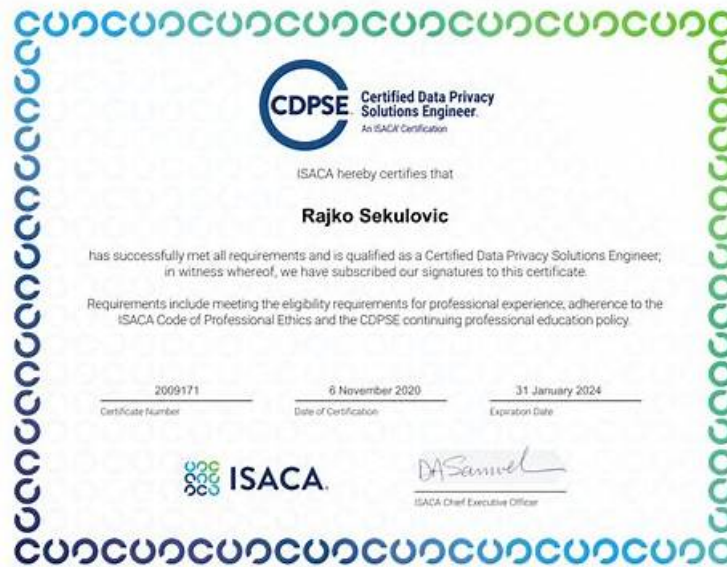 CDPSE
Certified Data Privacy
Solutions Engineer.
An ISACA Certification
ISACA hereby certifies that
Rajko Sekulovic
has successfully met all requirements and is qualified as a Certified Data Privacy Solutions Engineer;
in witness whereof, we have subscribed our signatures to this certificate.
Requirements include meeting the eligibility requirements for professional experience, adherence to the
ISACA Code of Professional Ethics and the CDPSE continuing professional education policy.
2009171
Certificate Number
6 November 2020
Date of Certification
31 January 2024
Expiration Date
ISACA.
DASamuel
ISACA Chief Executive Officer